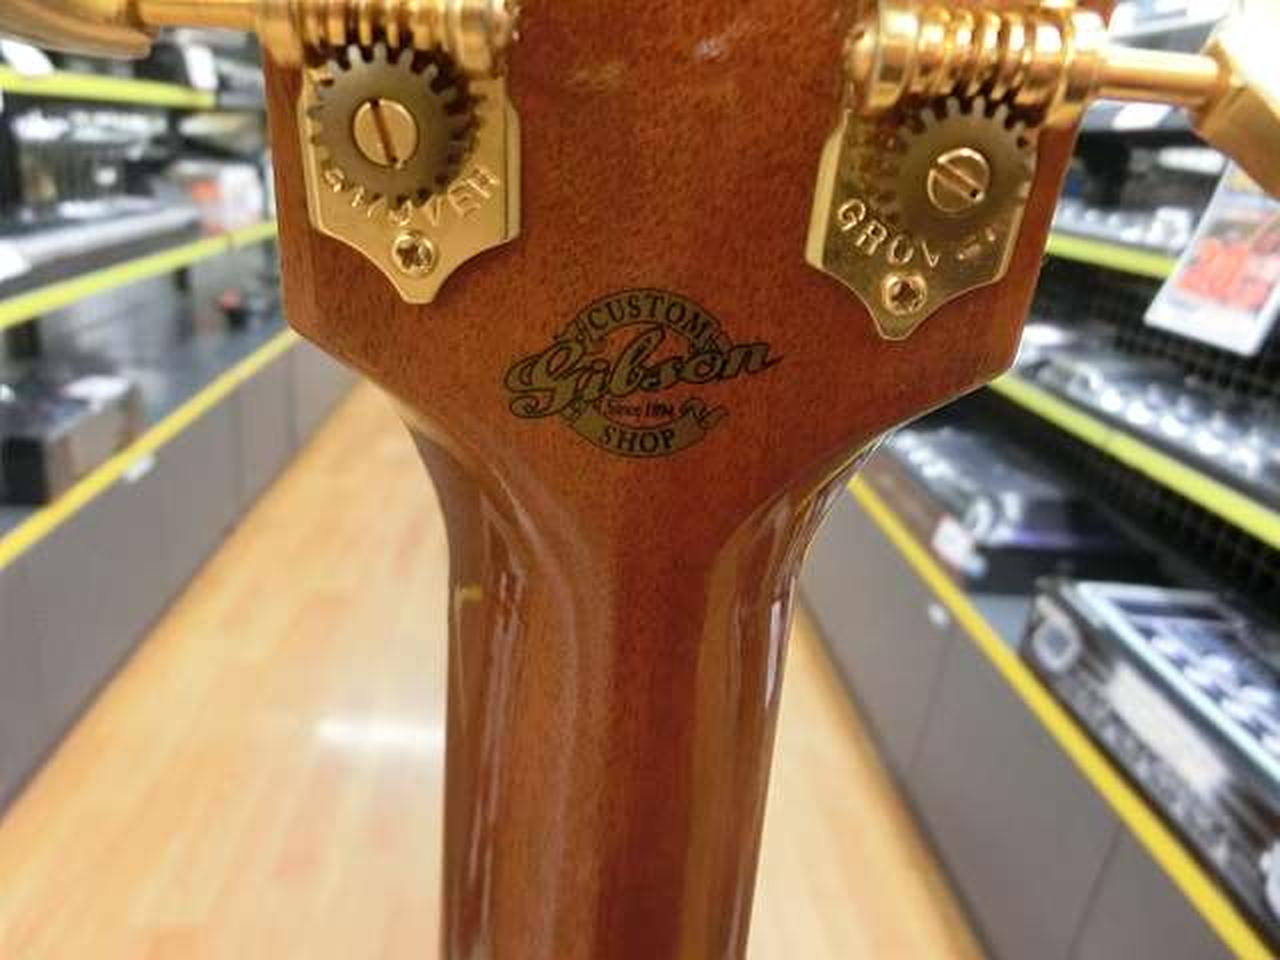 GROVER
GROVER
CUSTOM
Gibson
Since 1894
SHOP